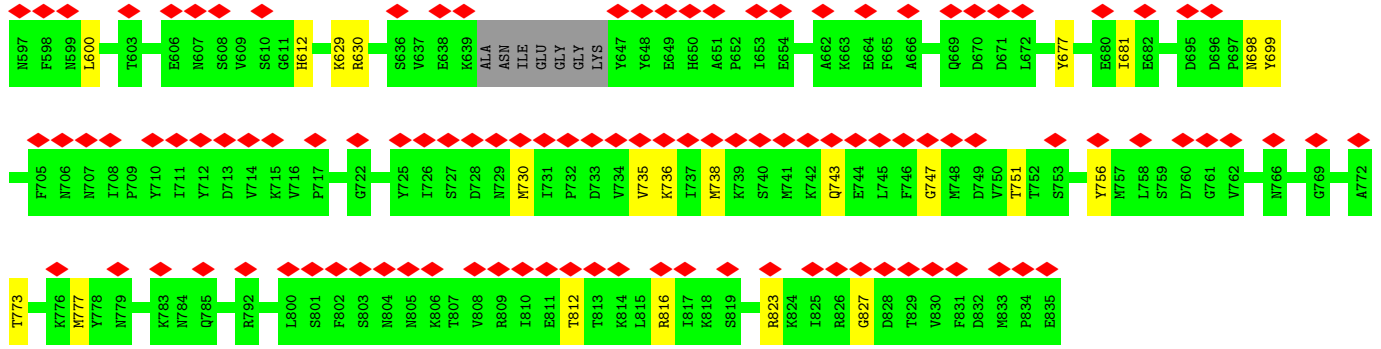 N597 F598 N599 L600 T603 E606 N607 S608 V609 S610 G611 H612 K629 R630 S636 V637 E638 K639 ALA ASN ILE GLU GLY GLY LYS Y647 Y648 E649 H650 A651 P652 I653 E654 A662 K663 E664 F665 A666 Q669 D670 D671 L672 Y677 E680 I681 E682 D695 D696 P697 N698 Y699
F705 N706 N707 I708 P709 Y710 I711 Y712 D713 V714 K715 V716 P717 G722 Y725 I726 S727 D728 N729 M730 I731 P732 D733 V734 V735 K736 I737 M738 K739 S740 M741 K742 Q743 E744 L745 F746 G747 M748 D749 V750 T751 T752 S753 Y756 M757 L758 S759 D760 G761 V762 N766 G769 A772
T773 K776 M777 Y778 N779 K783 N784 Q785 R792 L800 S801 F802 S803 N804 N805 K806 T807 V808 R809 I810 E811 T812 T813 K814 L815 R816 I817 K818 S819 R823 K824 I825 R826 G827 D828 T829 V830 F831 D832 M833 P834 E835